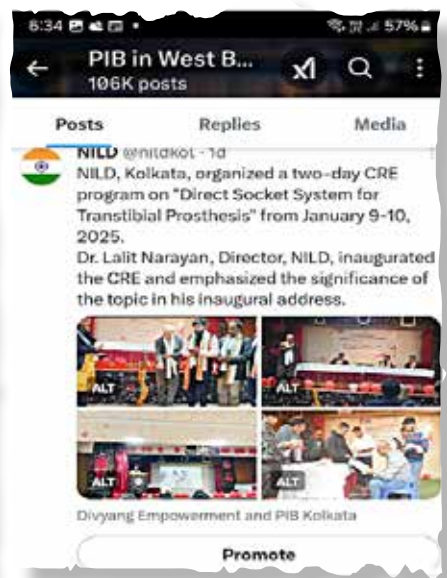 6:34
57%
PIB in West B...
106K posts
Posts
Replies
Media
NILD @nildkol · 1d
NILD, Kolkata, organized a two-day CRE
program on "Direct Socket System for
Transtibial Prosthesis" from January 9-10,
2025.
Dr. Lalit Narayan, Director, NILD, inaugurated
the CRE and emphasized the significance of
the topic in his inaugural address.
ALT
ALT
ALT
ALT
Divyang Empowerment and PIB Kolkata
Promote